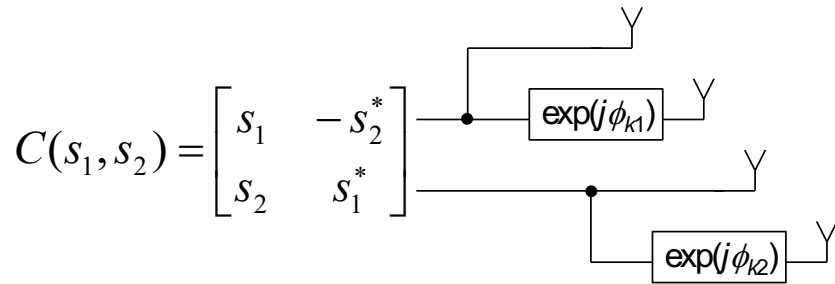 C(s₁, s₂) = [ s₁  − s₂* ; s₂  s₁* ]
exp(jϕₖ₁)
exp(jϕₖ₂)